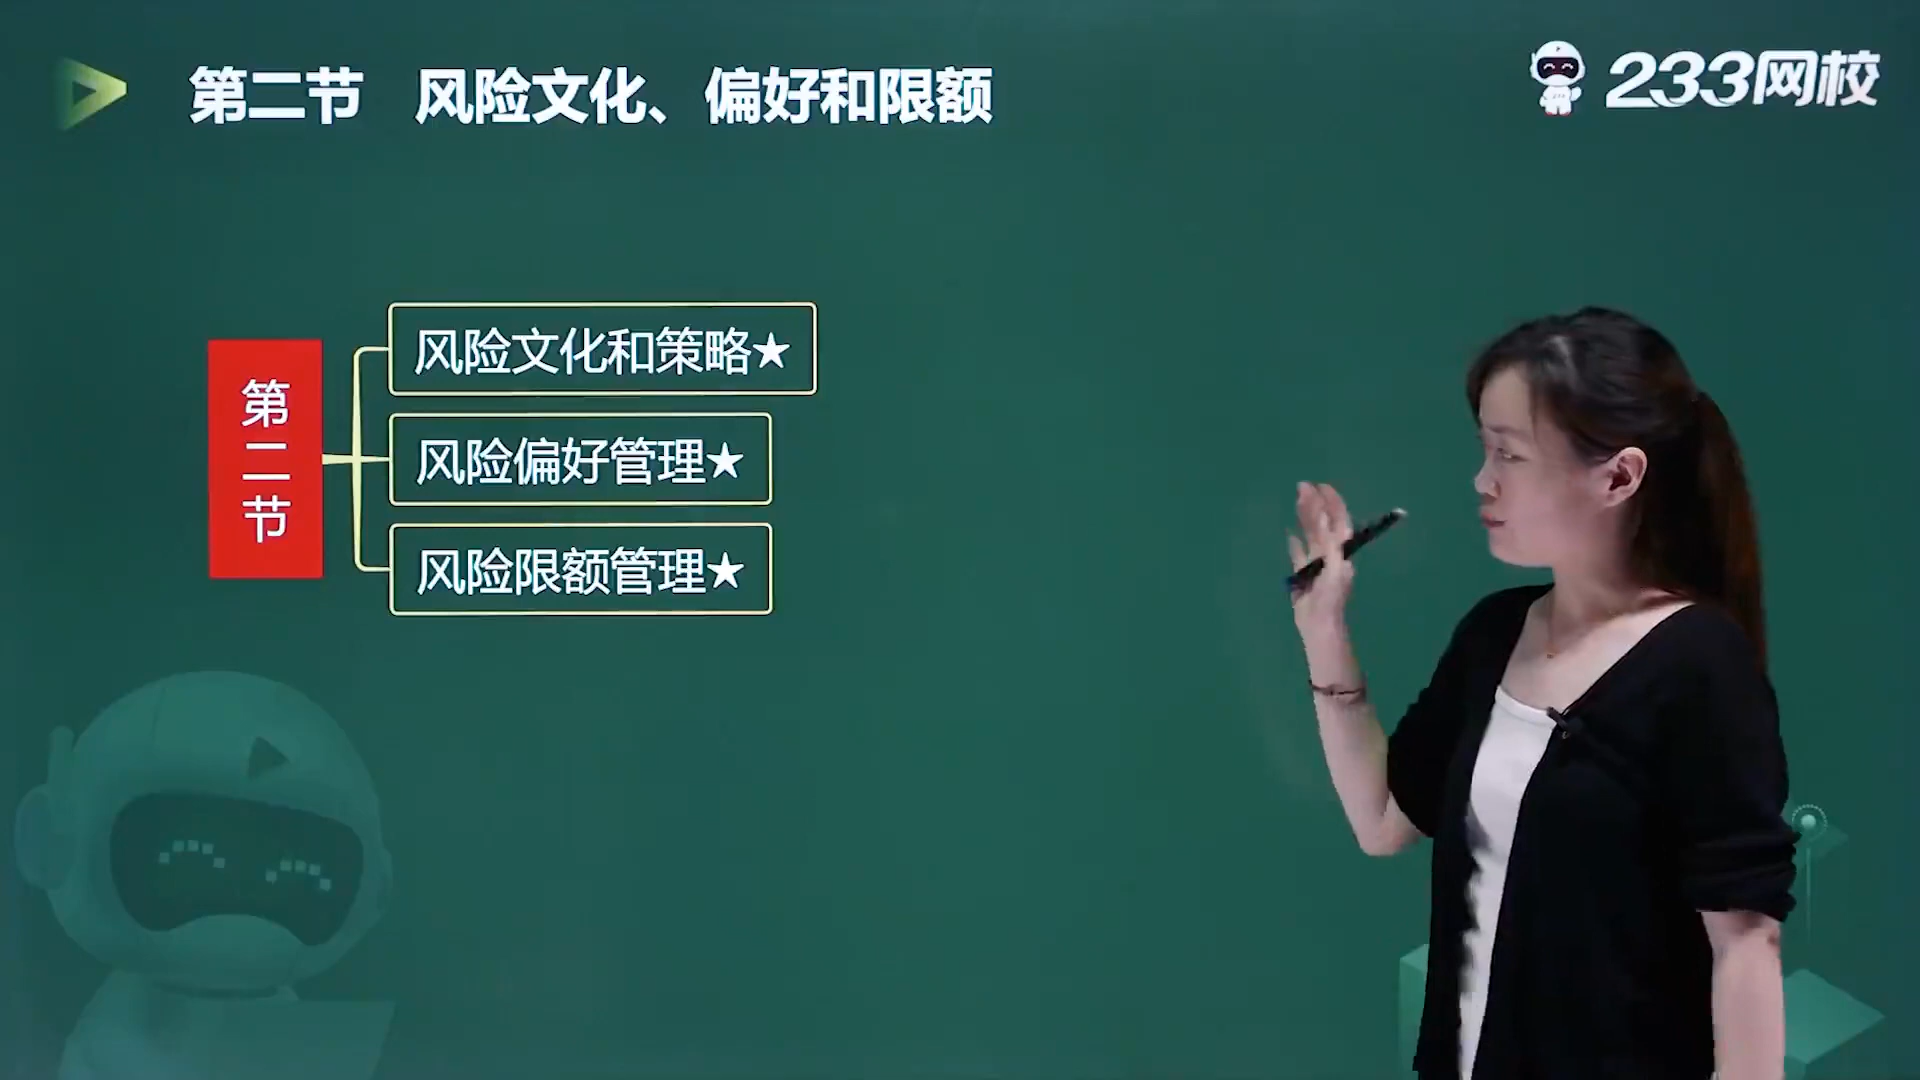 第二节 风险文化、偏好和限额
233网校
第二节
风险文化和策略★
风险偏好管理★
风险限额管理★